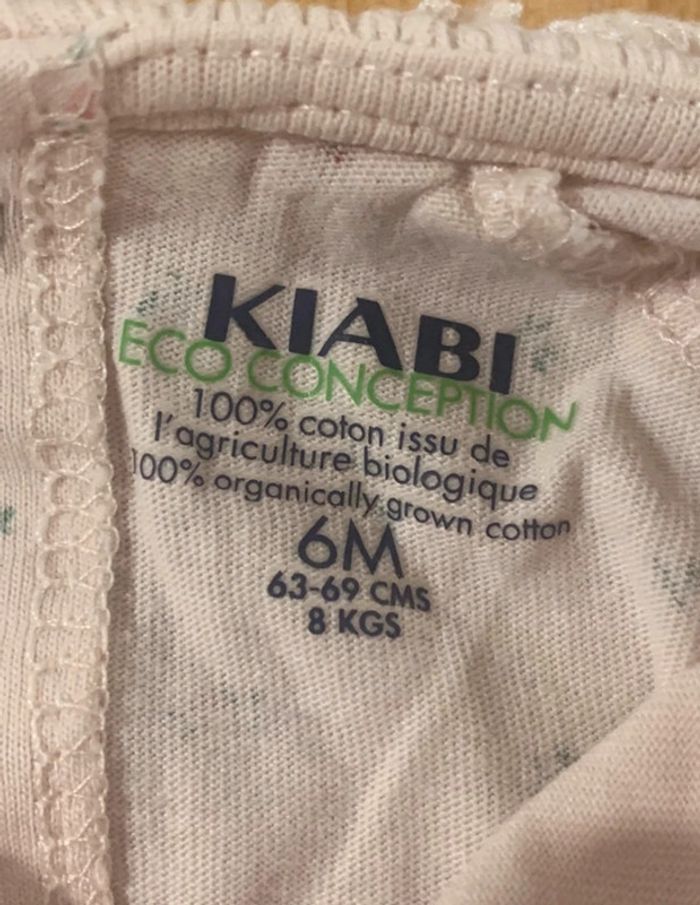 KIABI
ECO CONCEPTION
100% coton issu de
l'agriculture biologique
100% organically grown cotton
6M
63-69 CMS
8 KGS